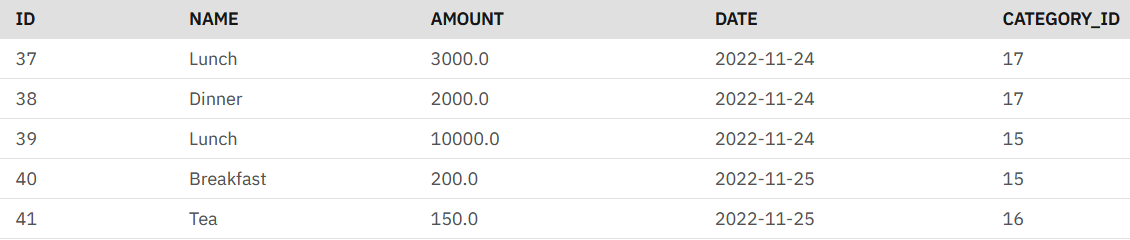 ID NAME AMOUNT DATE CATEGORY_ID
37 Lunch 3000.0 2022-11-24 17
38 Dinner 2000.0 2022-11-24 17
39 Lunch 10000.0 2022-11-24 15
40 Breakfast 200.0 2022-11-25 15
41 Tea 150.0 2022-11-25 16